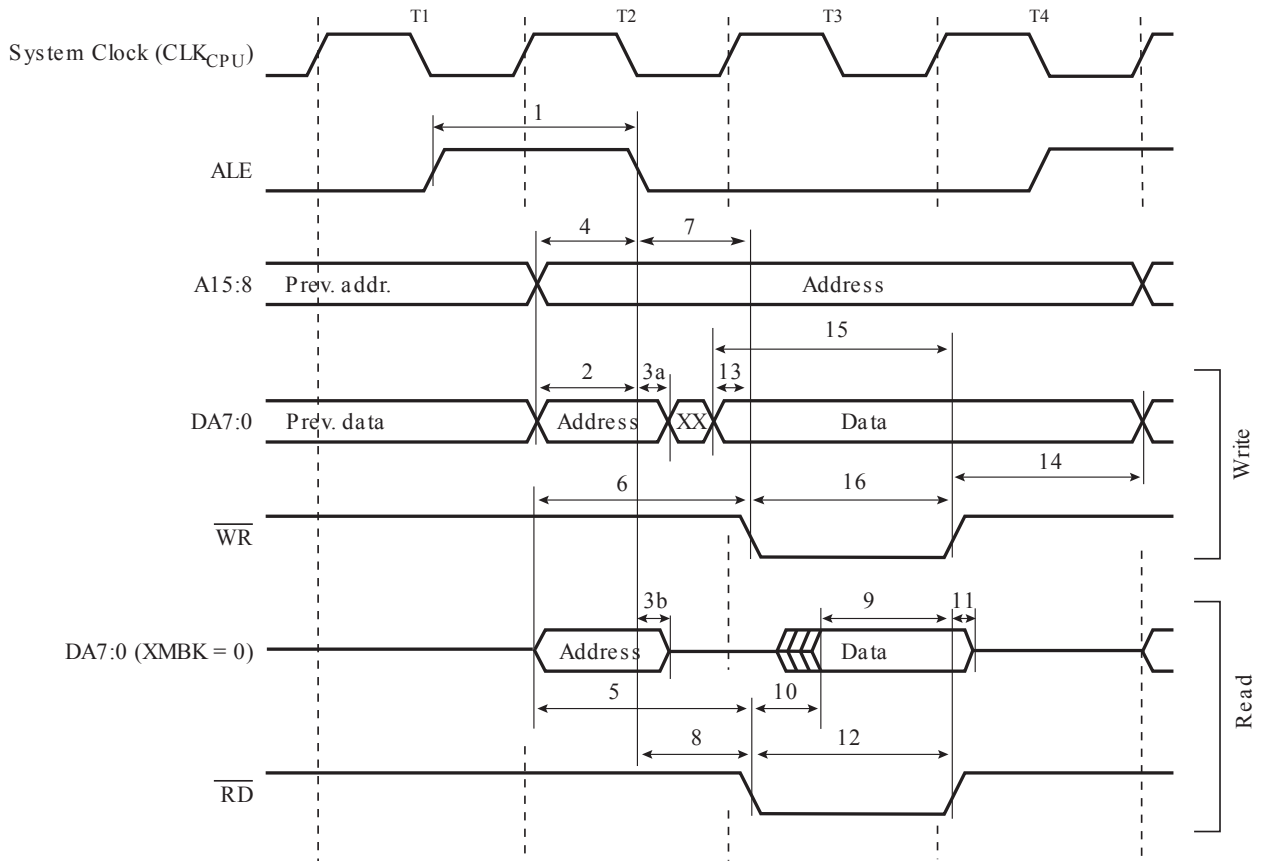 T1 T2 T3 T4
System Clock (CLKCPU)
1
ALE
4 7
A15:8 Prev. addr. Address
15
2 3a 13
DA7:0 Prev. data Address XX Data
14
6 16
WR
Write
3b 9 11
DA7:0 (XMBK = 0) Address Data
5 10
8 12
RD
Read